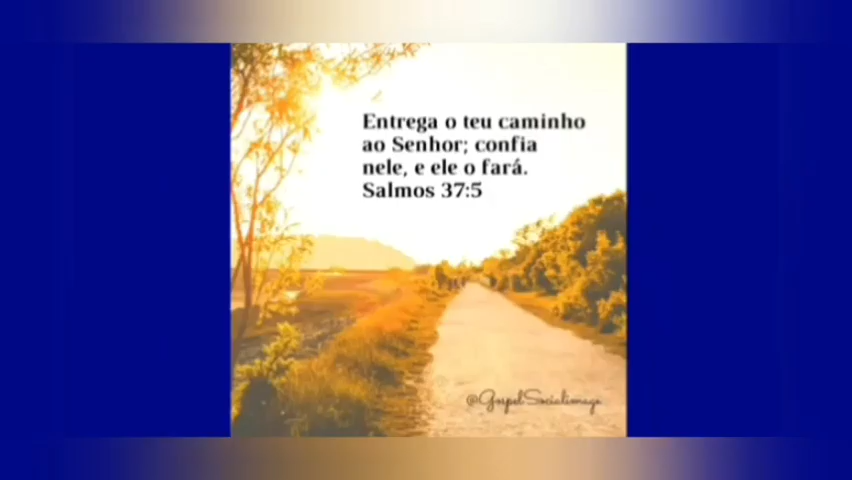 Entrega o teu caminho
ao Senhor; confia
nele, e ele o fará.
Salmos 37:5
@GospelSocialimage